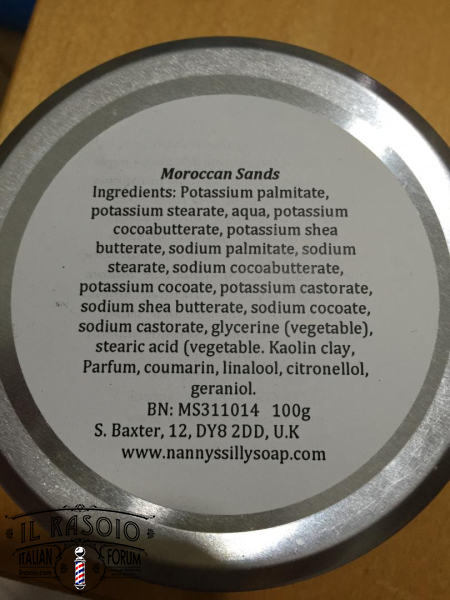 Moroccan Sands
Ingredients: Potassium palmitate,
potassium stearate, aqua, potassium
cocoabutterate, potassium shea
butterate, sodium palmitate, sodium
stearate, sodium cocoabutterate,
potassium cocoate, potassium castorate,
sodium shea butterate, sodium cocoate,
sodium castorate, glycerine (vegetable),
stearic acid (vegetable. Kaolin clay,
Parfum, coumarin, linalool, citronellol,
geraniol.
BN: MS311014 100g
S. Baxter, 12, DY8 2DD, U.K
www.nannyssillysoap.com
IL RASOIO
ITALIAN FORUM